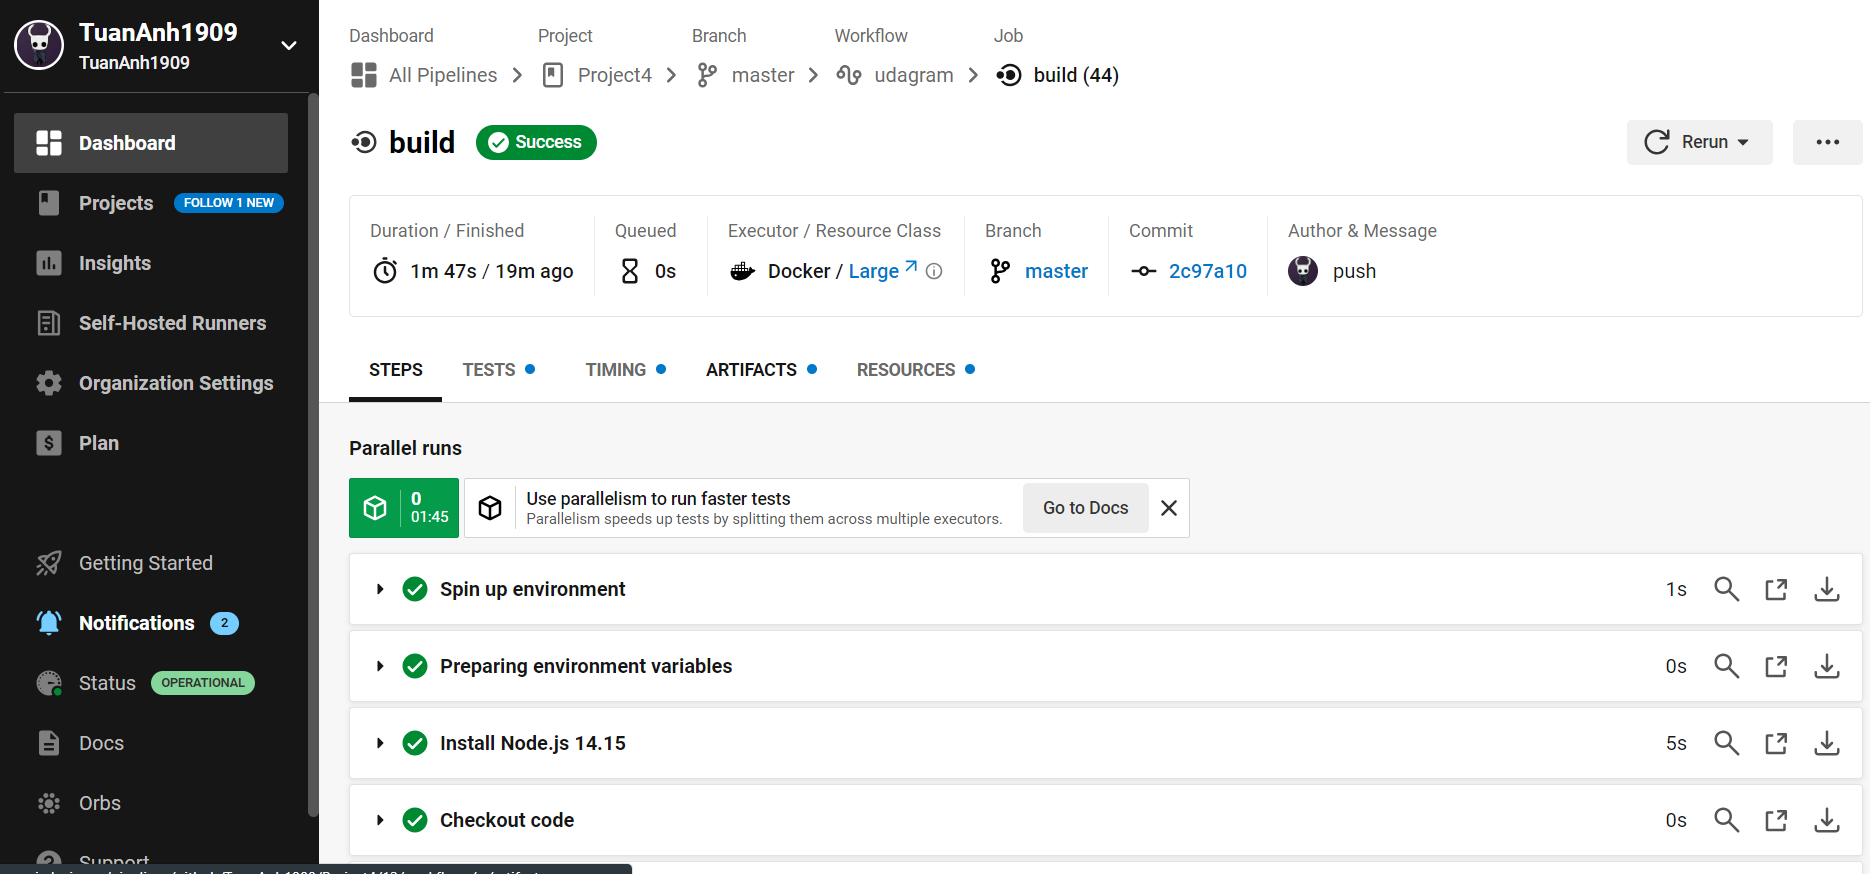 TuanAnh1909
TuanAnh1909
Dashboard
Projects FOLLOW 1 NEW
Insights
Self-Hosted Runners
Organization Settings
Plan
Getting Started
Notifications 2
Status OPERATIONAL
Docs
Orbs
Support
Dashboard Project Branch Workflow Job
All Pipelines Project4 master udagram build (44)
build Success Rerun
Duration / Finished Queued Executor / Resource Class Branch Commit Author & Message
1m 47s / 19m ago 0s Docker / Large master 2c97a10 push
STEPS TESTS TIMING ARTIFACTS RESOURCES
Parallel runs
0
01:45
Use parallelism to run faster tests
Parallelism speeds up tests by splitting them across multiple executors.
Go to Docs
Spin up environment 1s
Preparing environment variables 0s
Install Node.js 14.15 5s
Checkout code 0s